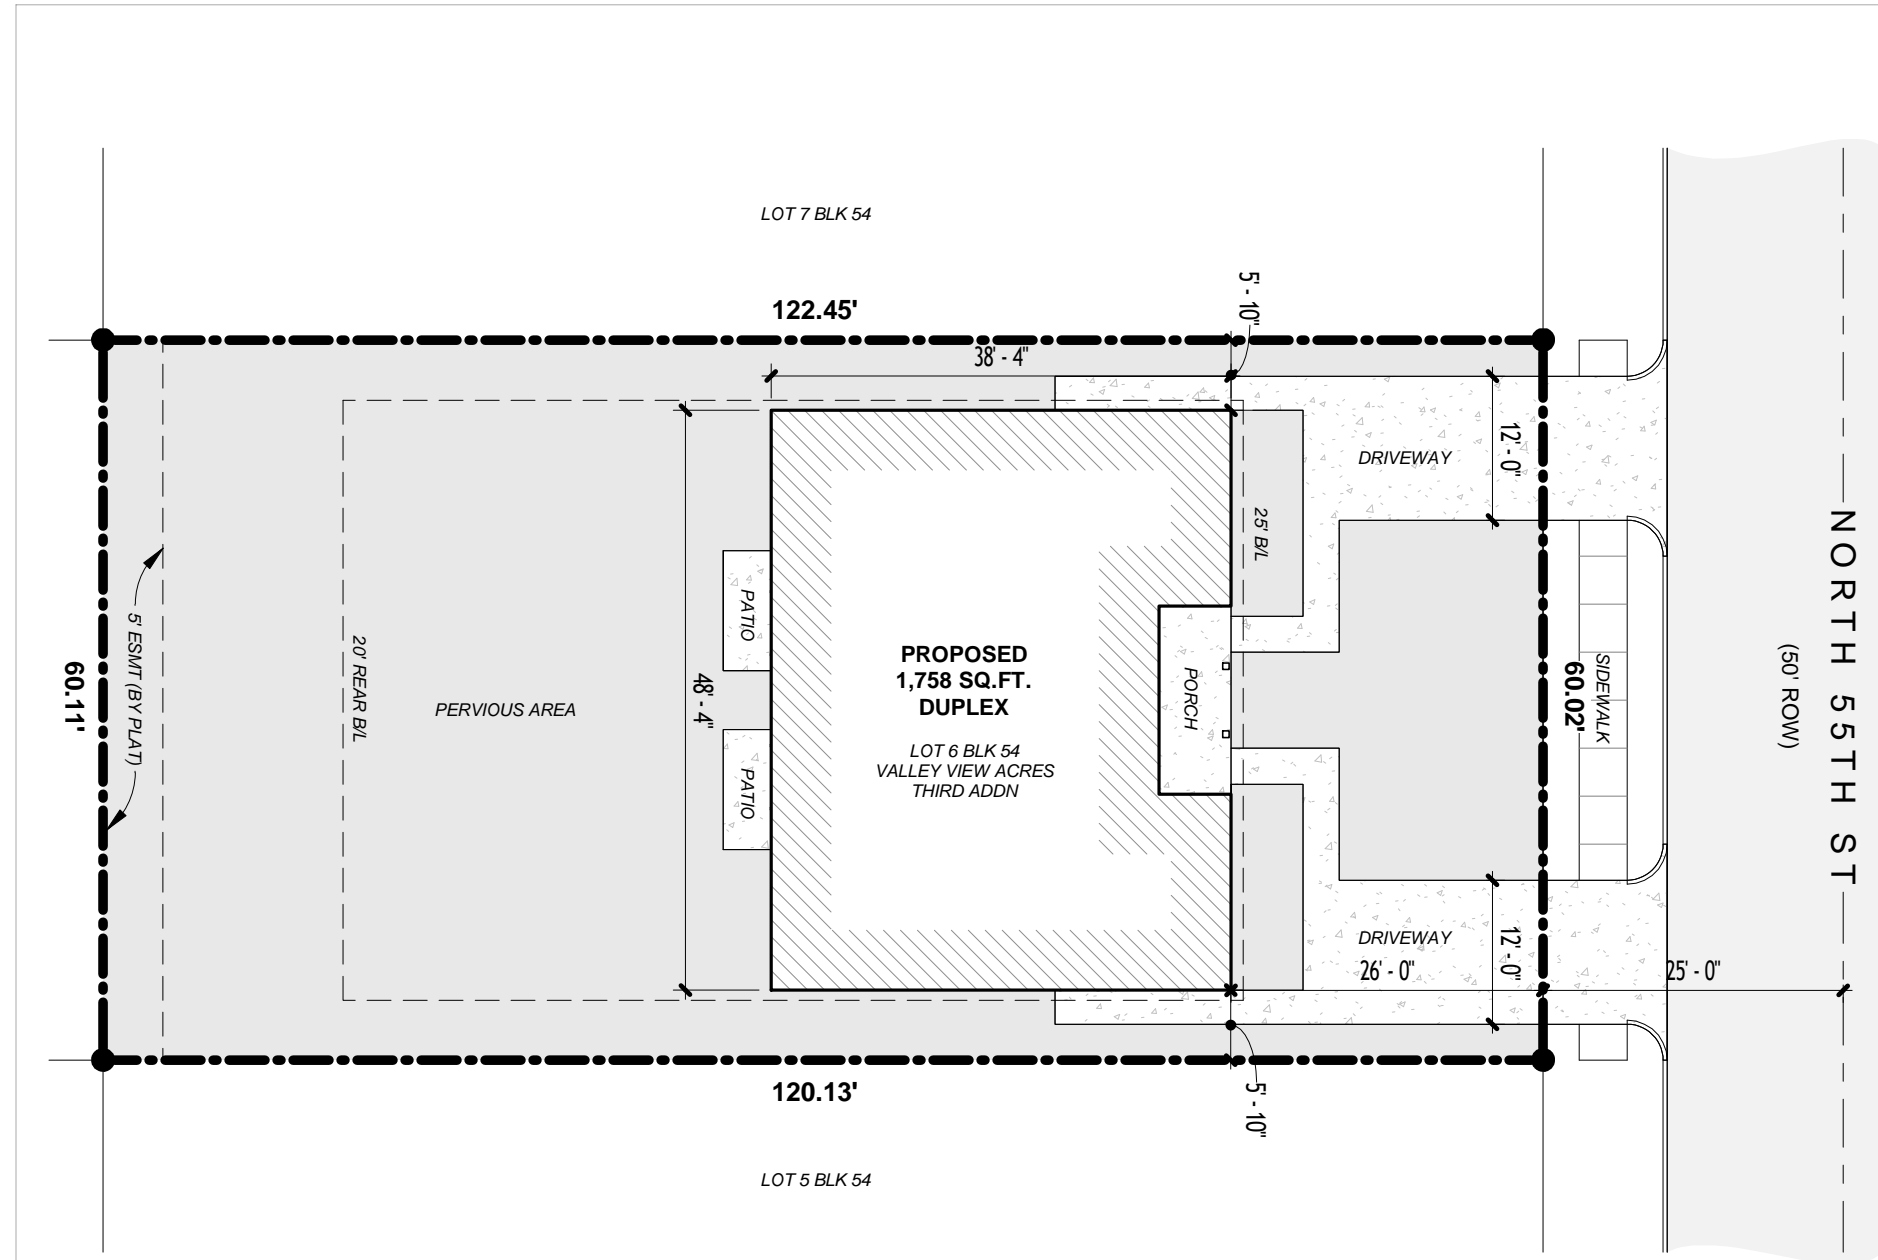 LOT 7 BLK 54
122.45'
5' - 10"
38' - 4"
12' - 0"
DRIVEWAY
25' B/L
NORTH 55TH ST
(50' ROW)
SIDEWALK
60.02'
PATIO
PATIO
PORCH
PROPOSED
1,758 SQ.FT.
DUPLEX
LOT 6 BLK 54
VALLEY VIEW ACRES
THIRD ADDN
48' - 4"
PERVIOUS AREA
20' REAR B/L
5' ESMT (BY PLAT)
60.11'
DRIVEWAY
12' - 0"
26' - 0"
25' - 0"
120.13'
5' - 10"
LOT 5 BLK 54